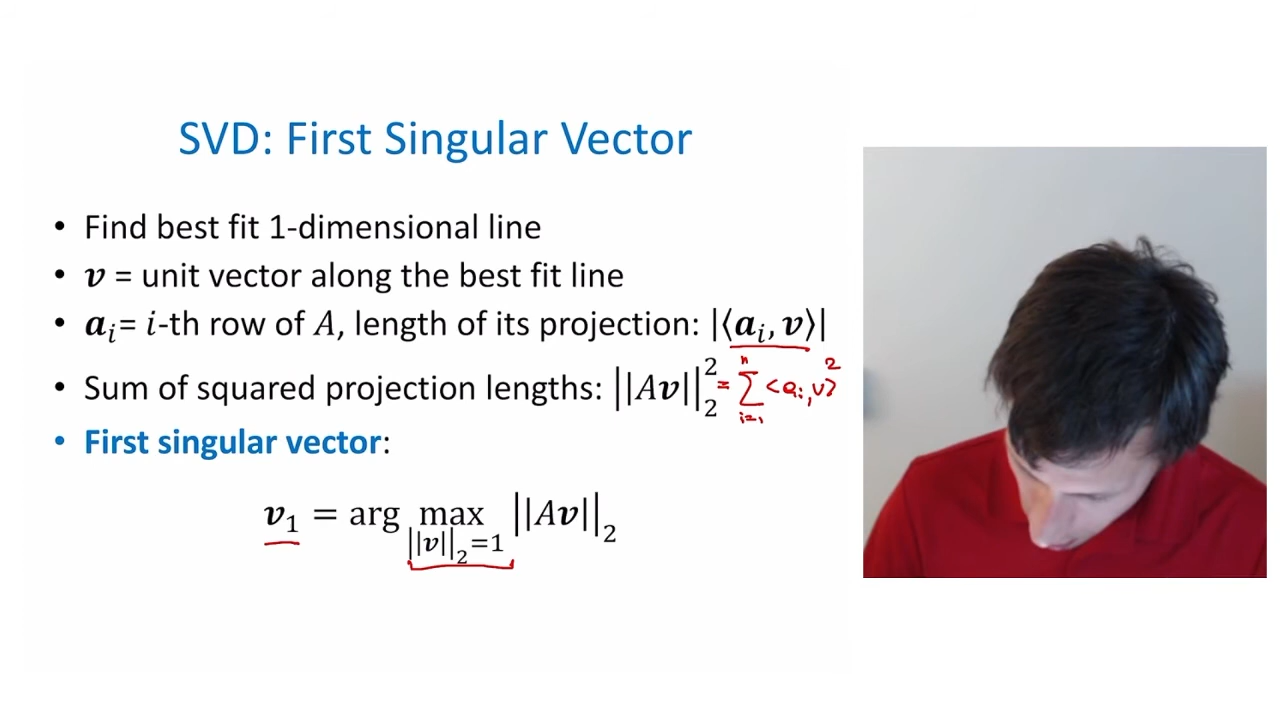 SVD: First Singular Vector
• Find best fit 1-dimensional line
• v = unit vector along the best fit line
• aᵢ= i-th row of A, length of its projection: |⟨aᵢ, v⟩|
• Sum of squared projection lengths: ||Av||₂² = ∑ᵢ₌₁ⁿ <aᵢ, v>²
• First singular vector:
v₁ = arg max_{||v||₂=1} ||Av||₂